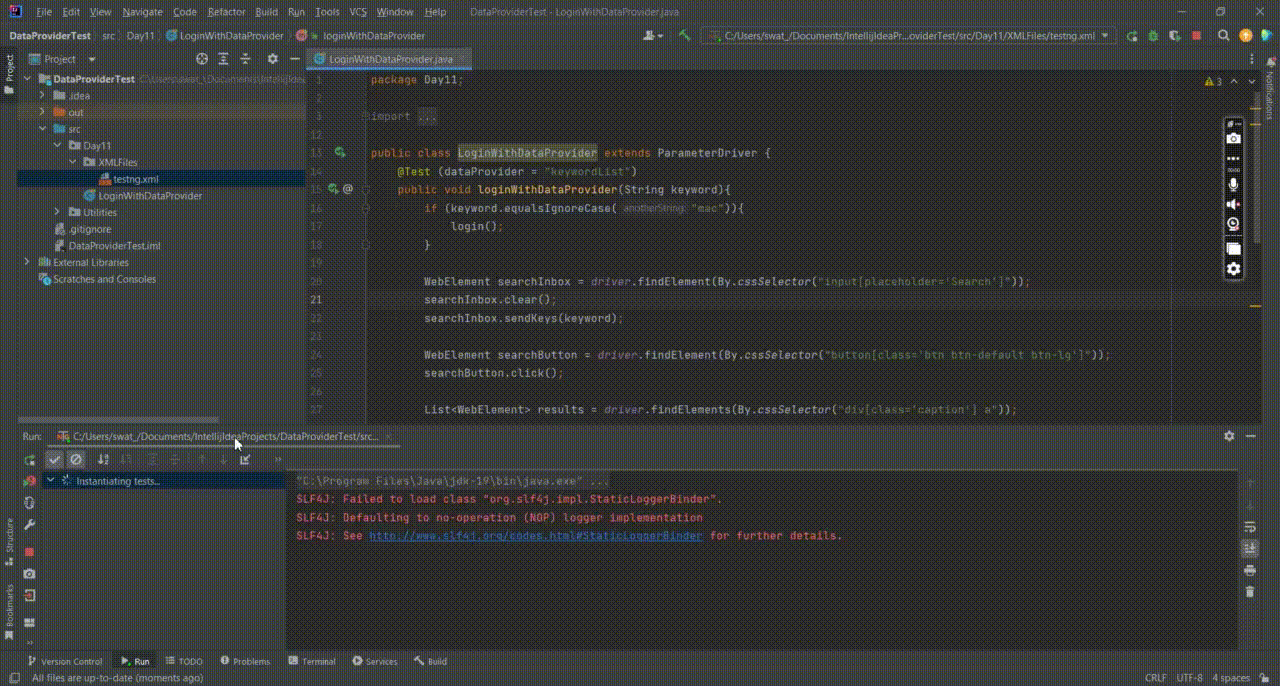 File Edit View Navigate Code Refactor Build Run Tools VCS Window Help DataProviderTest - LoginWithDataProvider.java
DataProviderTest src Day11 LoginWithDataProvider loginWithDataProvider C:/Users/swat_/Documents/IntellijIdeaPr...oviderTest/src/Day11/XMLFiles/testng.xml
Project
Project
LoginWithDataProvider.java
Notifications
DataProviderTest C:\Users\swat_\Documents\IntellijIdea
.idea
out
src
Day11
XMLFiles
testng.xml
LoginWithDataProvider
Utilities
.gitignore
DataProviderTest.iml
External Libraries
Scratches and Consoles
3
1 package Day11;
2
3 import ...
12
13 public class LoginWithDataProvider extends ParameterDriver {
14 @Test (dataProvider = "keywordList")
15 @ public void loginWithDataProvider(String keyword){
16 if (keyword.equalsIgnoreCase( anotherString: "mac")){
17 login();
18 }
19
20 WebElement searchInbox = driver.findElement(By.cssSelector("input[placeholder='Search']"));
21 searchInbox.clear();
22 searchInbox.sendKeys(keyword);
23
24 WebElement searchButton = driver.findElement(By.cssSelector("button[class='btn btn-default btn-lg']"));
25 searchButton.click();
26
27 List<WebElement> results = driver.findElements(By.cssSelector("div[class='caption'] a"));
Run: C:/Users/swat_/Documents/IntellijIdeaProjects/DataProviderTest/src...
Instantiating tests...
"C:\Program Files\Java\jdk-19\bin\java.exe" ...
SLF4J: Failed to load class "org.slf4j.impl.StaticLoggerBinder".
SLF4J: Defaulting to no-operation (NOP) logger implementation
SLF4J: See http://www.slf4j.org/codes.html#StaticLoggerBinder for further details.
Structure
Bookmarks
Version Control Run TODO Problems Terminal Services Build
All files are up-to-date (moments ago) CRLF UTF-8 4 spaces